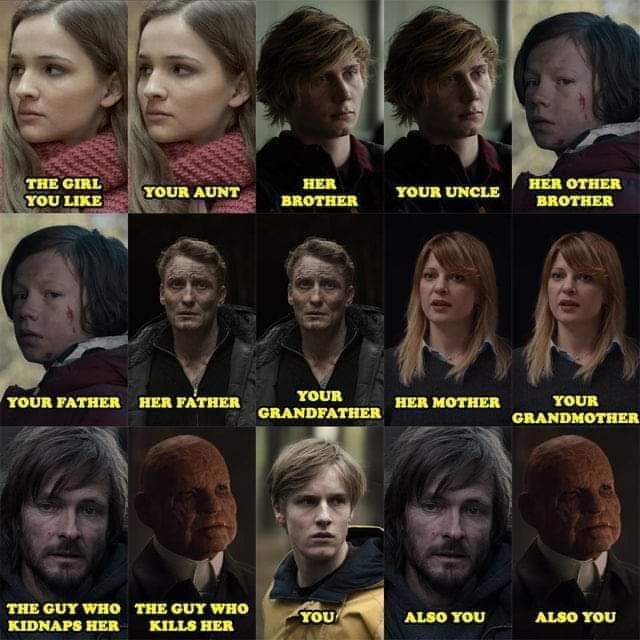 THE GIRL
YOU LIKE
YOUR AUNT
HER
BROTHER
YOUR UNCLE
HER OTHER
BROTHER
YOUR FATHER
HER FATHER
YOUR
GRANDFATHER
HER MOTHER
YOUR
GRANDMOTHER
THE GUY WHO
KIDNAPS HER
THE GUY WHO
KILLS HER
YOU
ALSO YOU
ALSO YOU